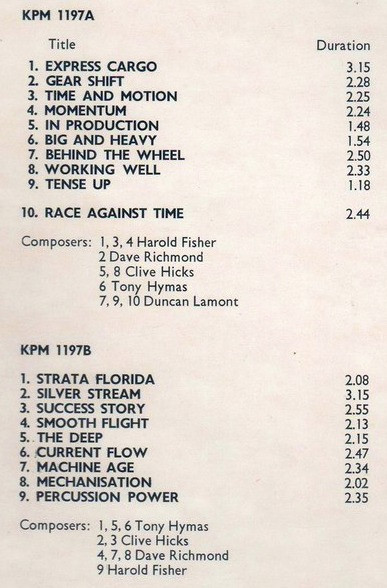 KPM 1197A
Title Duration
1. EXPRESS CARGO 3.15
2. GEAR SHIFT 2.28
3. TIME AND MOTION 2.25
4. MOMENTUM 2.24
5. IN PRODUCTION 1.48
6. BIG AND HEAVY 1.54
7. BEHIND THE WHEEL 2.50
8. WORKING WELL 2.33
9. TENSE UP 1.18
10. RACE AGAINST TIME 2.44
Composers: 1, 3, 4 Harold Fisher
2 Dave Richmond
5, 8 Clive Hicks
6 Tony Hymas
7, 9, 10 Duncan Lamont
KPM 1197B
1. STRATA FLORIDA 2.08
2. SILVER STREAM 3.15
3. SUCCESS STORY 2.55
4. SMOOTH FLIGHT 2.13
5. THE DEEP 2.15
6. CURRENT FLOW 2.47
7. MACHINE AGE 2.34
8. MECHANISATION 2.02
9. PERCUSSION POWER 2.35
Composers: 1, 5, 6 Tony Hymas
2, 3 Clive Hicks
4, 7, 8 Dave Richmond
9 Harold Fisher